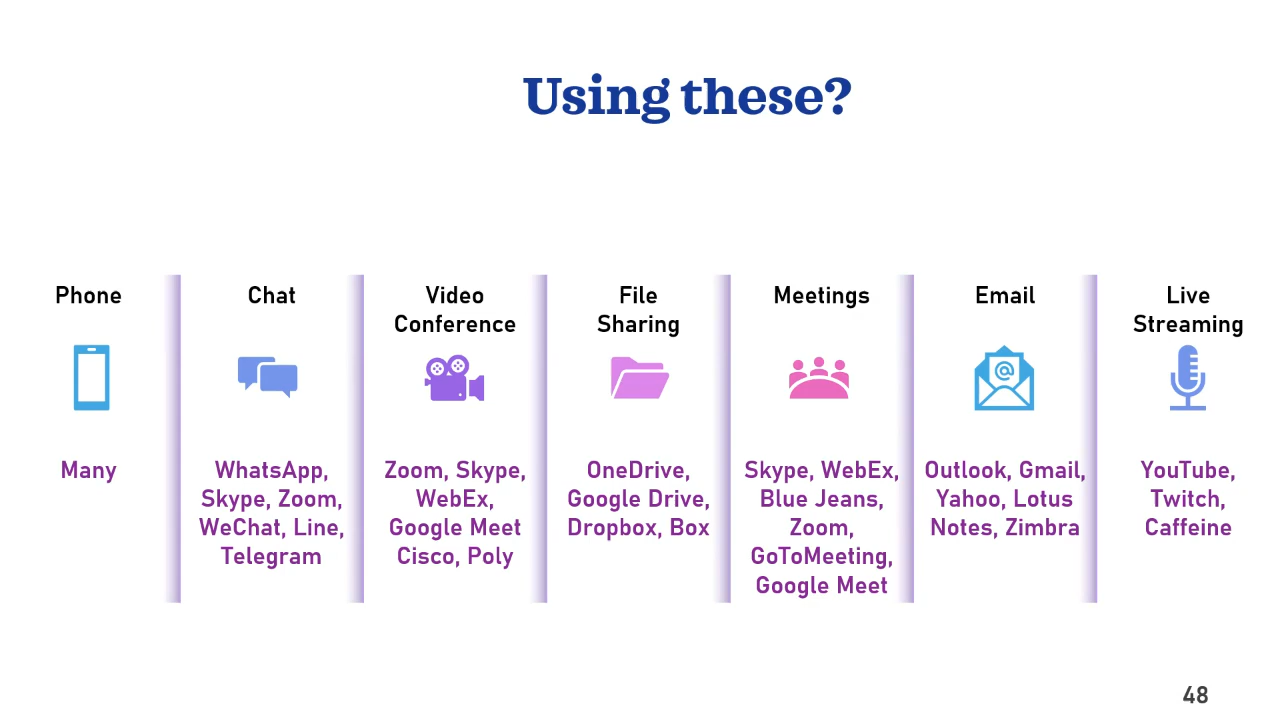 Using these?
Phone
Many
Chat
WhatsApp,
Skype, Zoom,
WeChat, Line,
Telegram
Video
Conference
Zoom, Skype,
WebEx,
Google Meet
Cisco, Poly
File
Sharing
OneDrive,
Google Drive,
Dropbox, Box
Meetings
Skype, WebEx,
Blue Jeans,
Zoom,
GoToMeeting,
Google Meet
Email
@
Outlook, Gmail,
Yahoo, Lotus
Notes, Zimbra
Live
Streaming
YouTube,
Twitch,
Caffeine
48